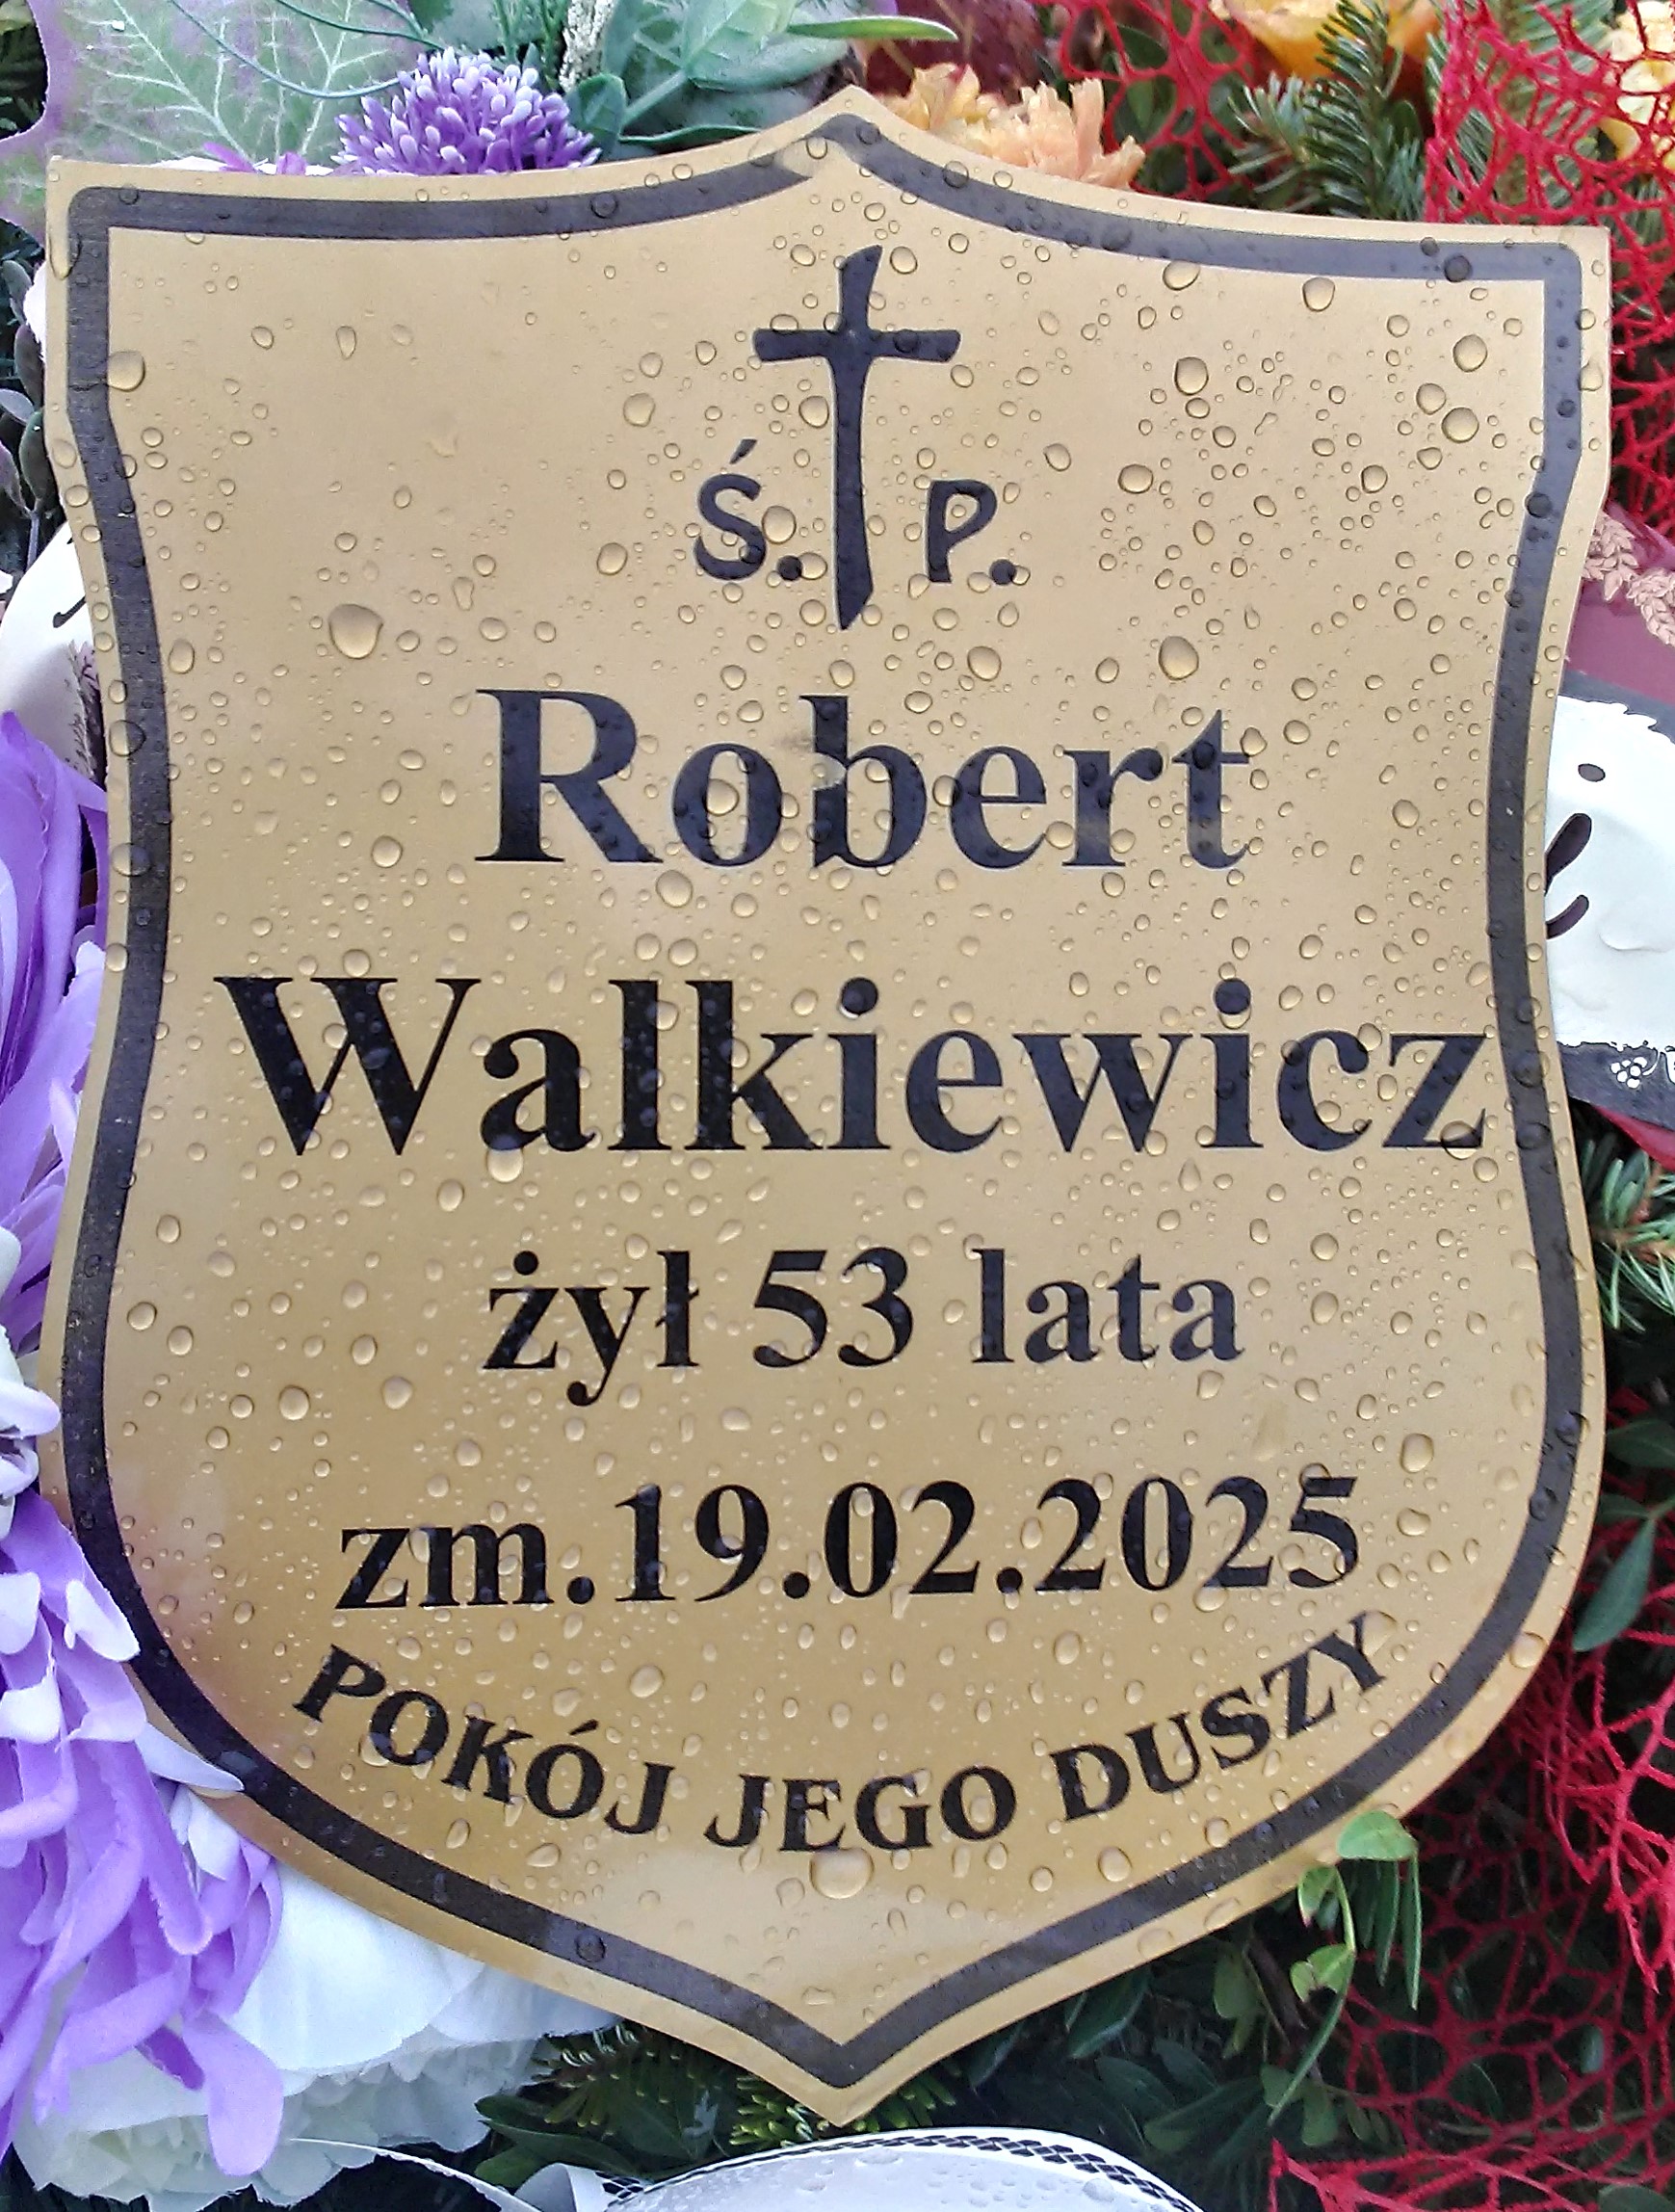 Ś. P.
Robert
Walkiewicz
żył 53 lata
zm.19.02.2025
POKÓJ JEGO DUSZY